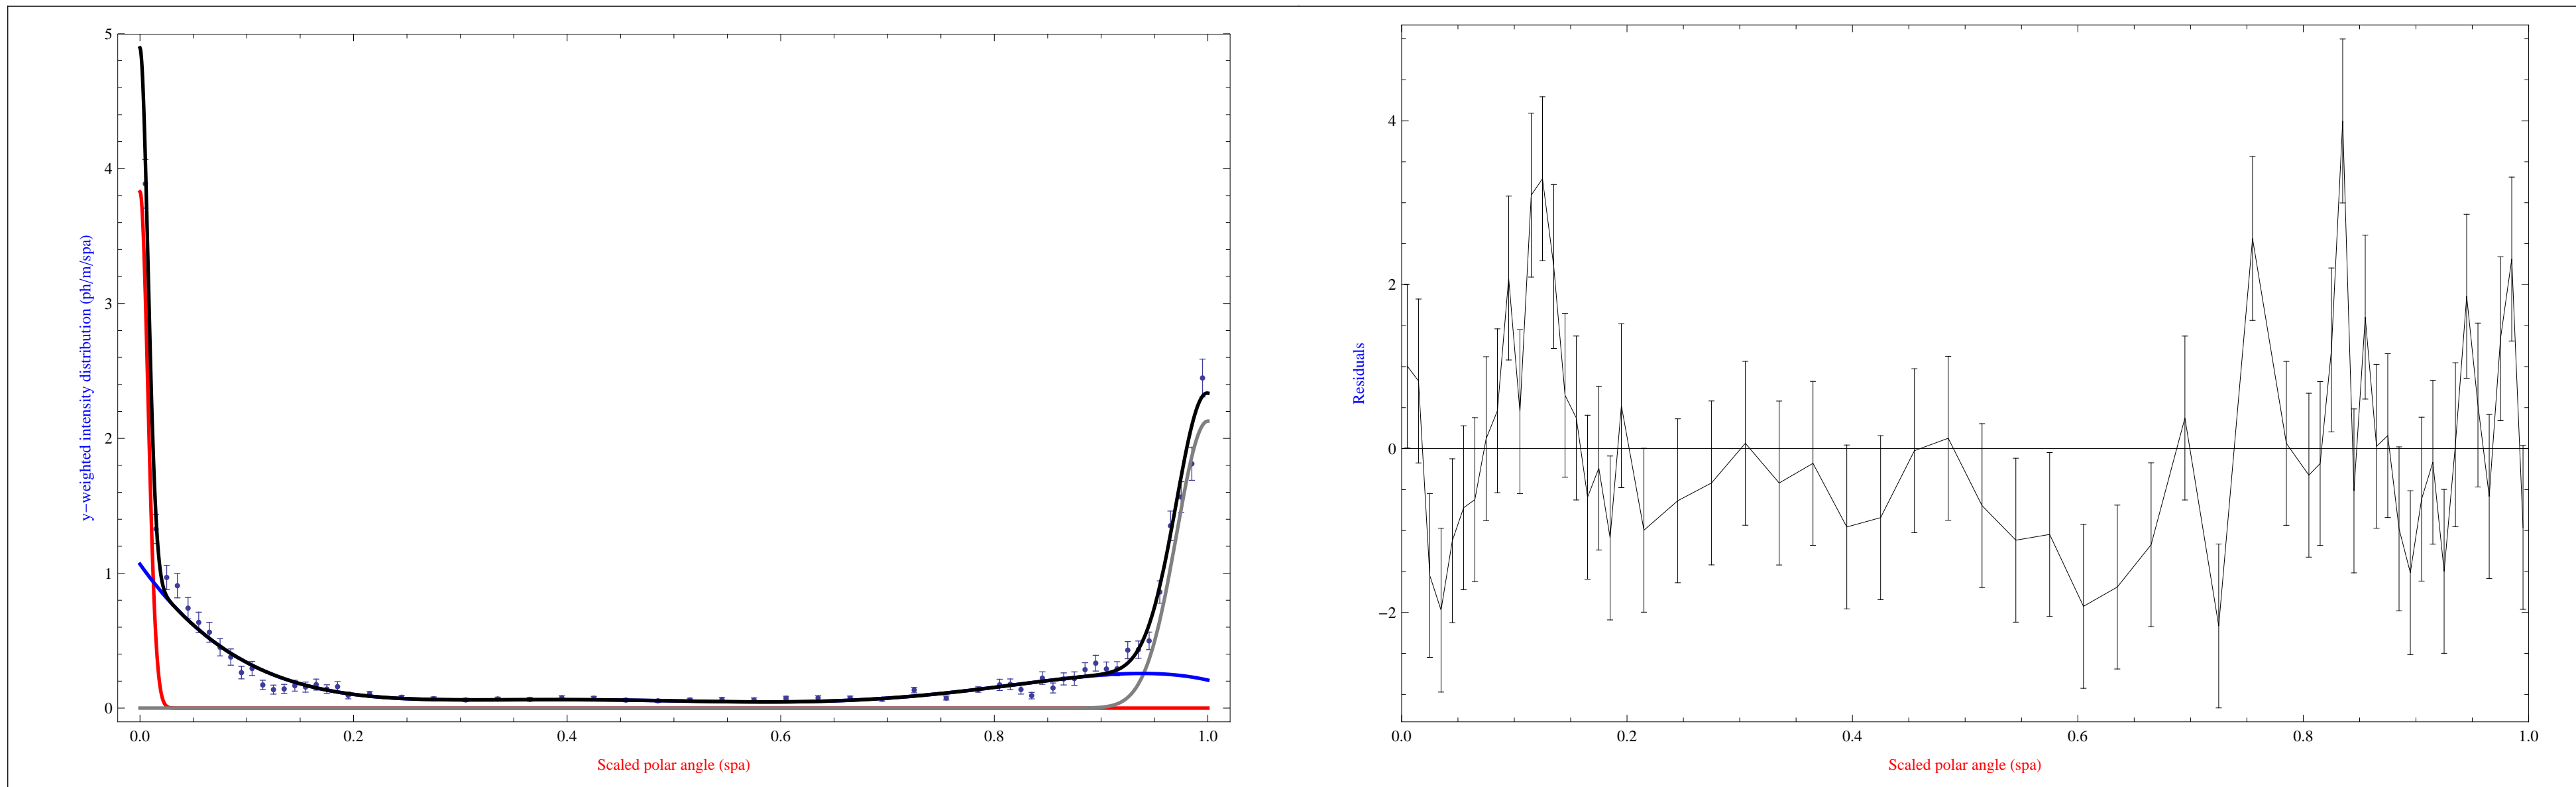 y-weighted intensity distribution (ph/m/spa)
5
4
3
2
1
0
0.0 0.2 0.4 0.6 0.8 1.0
Scaled polar angle (spa)
Residuals
4
2
0
−2
0.0 0.2 0.4 0.6 0.8 1.0
Scaled polar angle (spa)